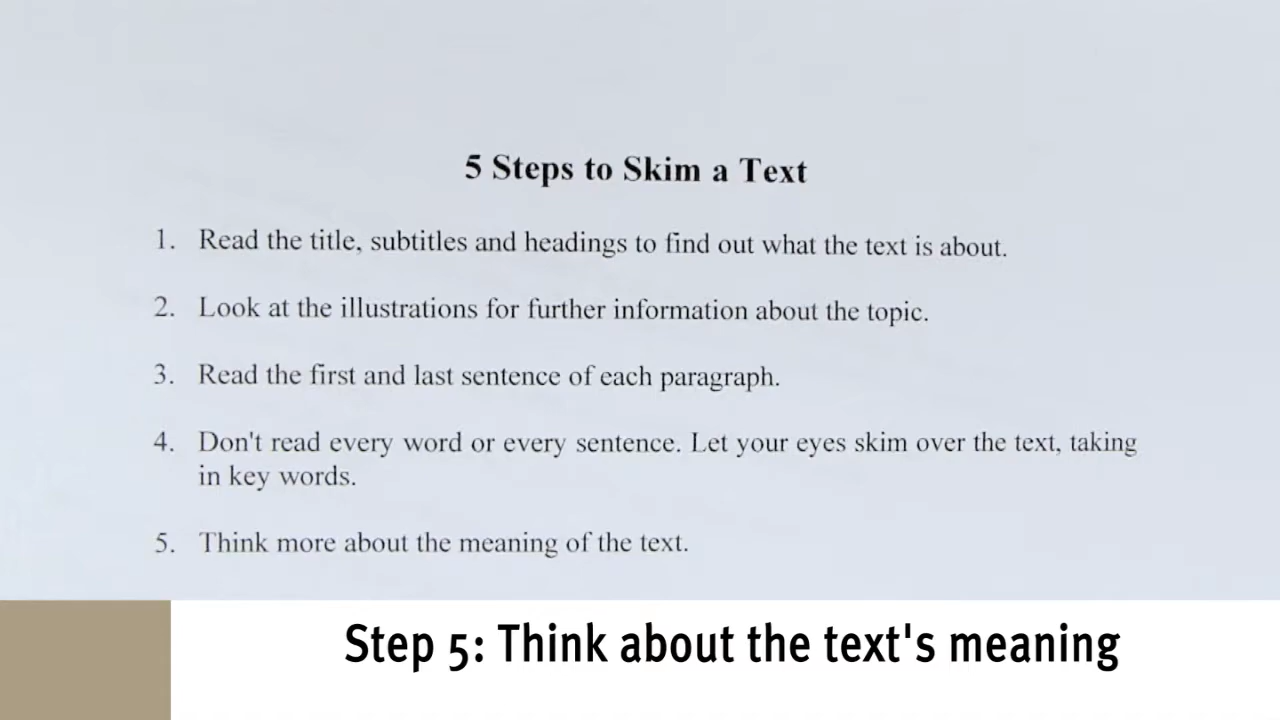 5 Steps to Skim a Text
1. Read the title, subtitles and headings to find out what the text is about.
2. Look at the illustrations for further information about the topic.
3. Read the first and last sentence of each paragraph.
4. Don't read every word or every sentence. Let your eyes skim over the text, taking
in key words.
5. Think more about the meaning of the text.
Step 5: Think about the text's meaning